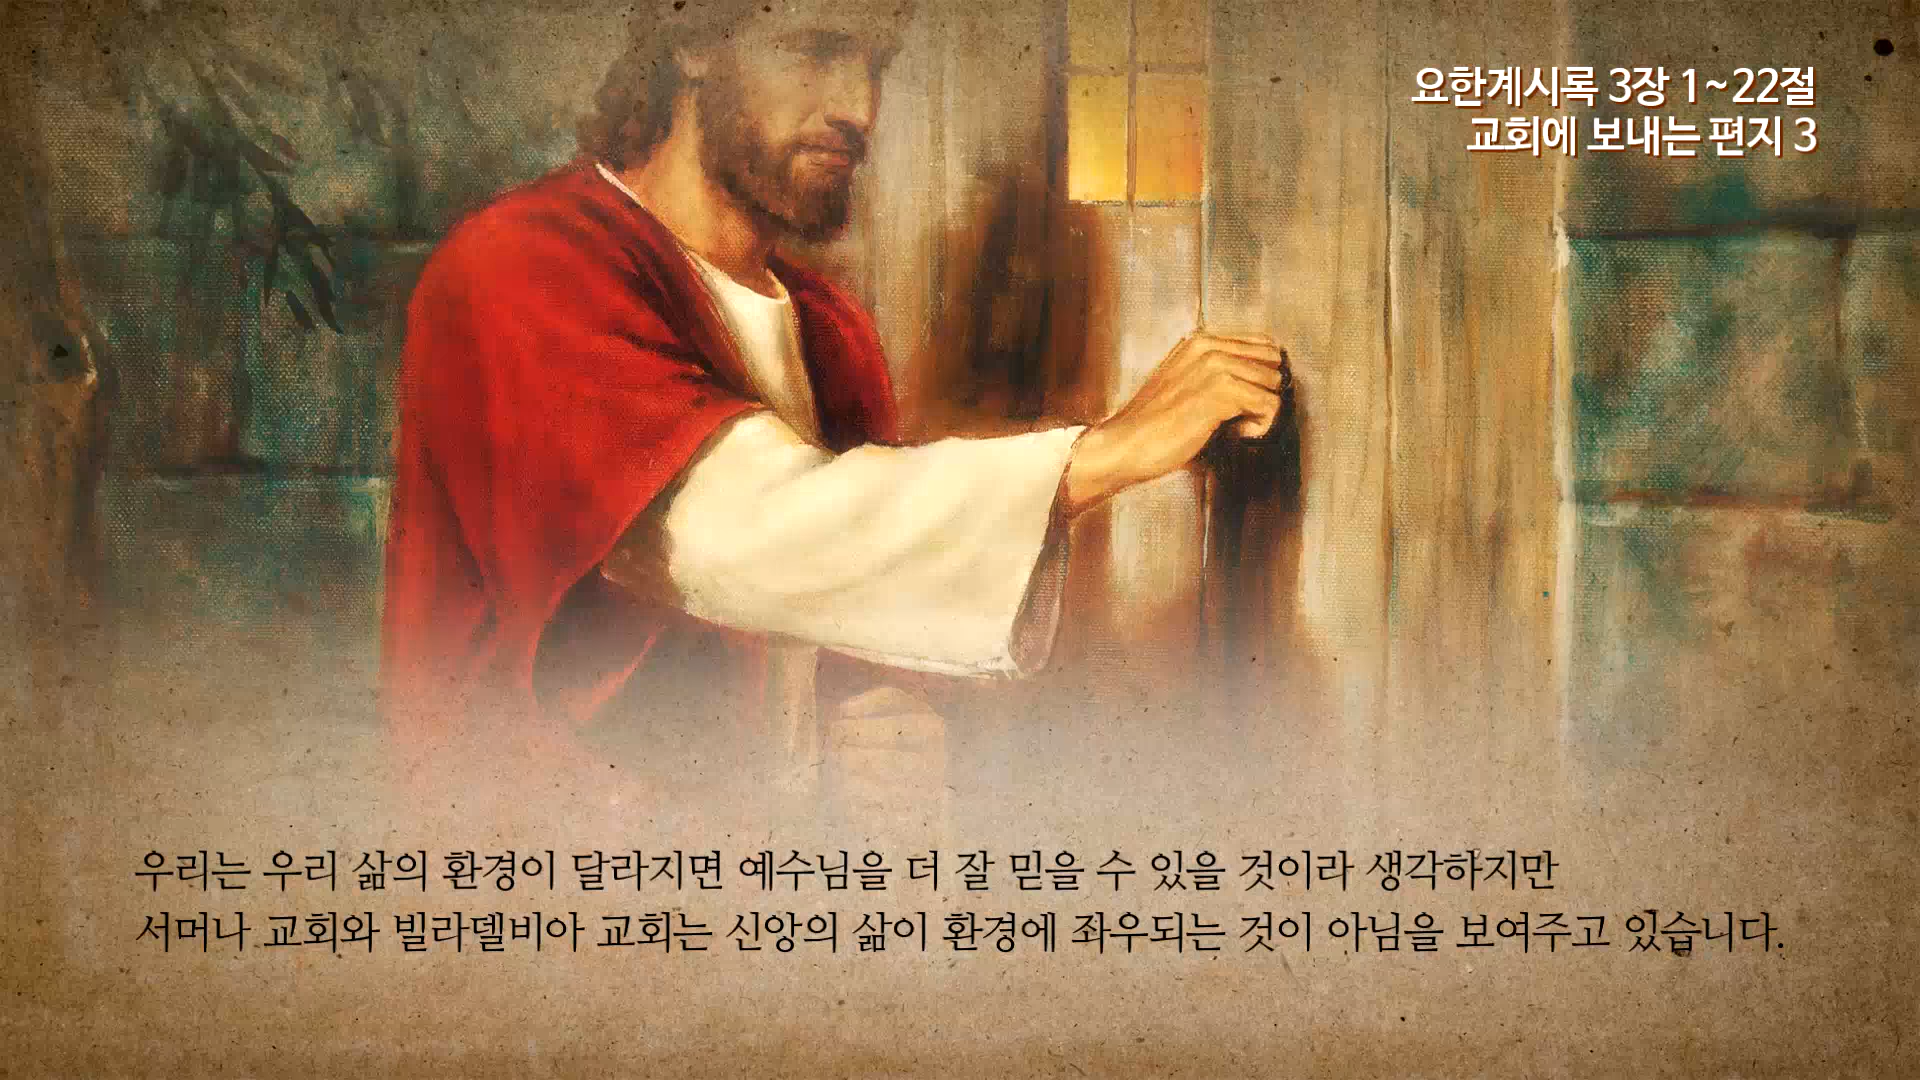 요한계시록 3장 1~22절
교회에 보내는 편지 3
우리는 우리 삶의 환경이 달라지면 예수님을 더 잘 믿을 수 있을 것이라 생각하지만
서머나 교회와 빌라델비아 교회는 신앙의 삶이 환경에 좌우되는 것이 아님을 보여주고 있습니다.